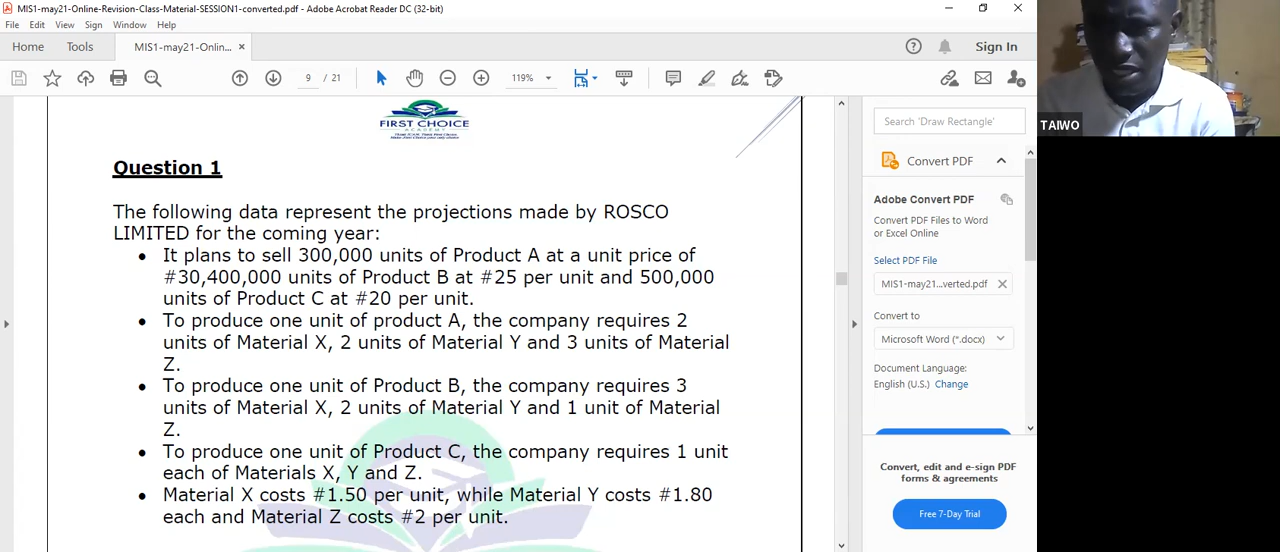 MIS1-may21-Online-Revision-Class-Material-SESSION1-converted.pdf - Adobe Acrobat Reader DC (32-bit)
File Edit View Sign Window Help
Home Tools MIS1-may21-Onlin... × Sign In
9 / 21 119%
FIRST CHOICE
ACADEMY
Question 1
The following data represent the projections made by ROSCO
LIMITED for the coming year:
• It plans to sell 300,000 units of Product A at a unit price of
#30,400,000 units of Product B at #25 per unit and 500,000
units of Product C at #20 per unit.
• To produce one unit of product A, the company requires 2
units of Material X, 2 units of Material Y and 3 units of Material
Z.
• To produce one unit of Product B, the company requires 3
units of Material X, 2 units of Material Y and 1 unit of Material
Z.
• To produce one unit of Product C, the company requires 1 unit
each of Materials X, Y and Z.
• Material X costs #1.50 per unit, while Material Y costs #1.80
each and Material Z costs #2 per unit.
TAIWO
Search 'Draw Rectangle'
Convert PDF
Adobe Convert PDF
Convert PDF Files to Word
or Excel Online
Select PDF File
MIS1-may21...verted.pdf
Convert to
Microsoft Word (*.docx)
Document Language:
English (U.S.) Change
Convert, edit and e-sign PDF
forms & agreements
Free 7-Day Trial